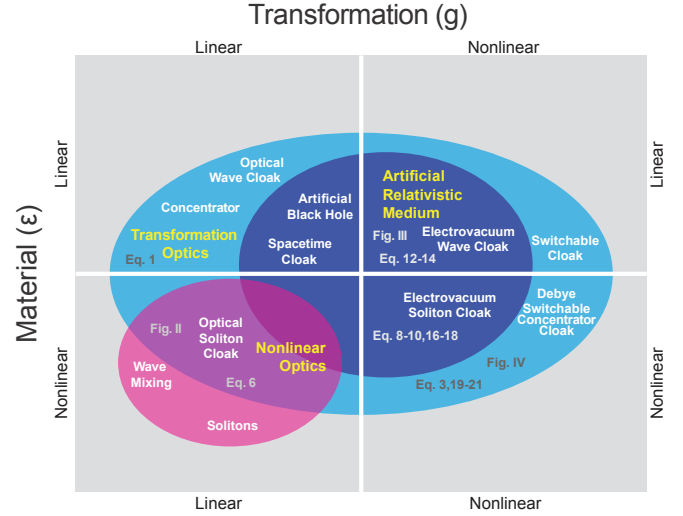 Transformation (g)
Linear
Nonlinear
Material (ε)
Linear
Nonlinear
Linear
Nonlinear
Optical
Wave Cloak
Concentrator
Transformation
Optics
Eq. 1
Artificial
Black Hole
Spacetime
Cloak
Artificial
Relativistic
Medium
Fig. III
Electrovacuum
Wave Cloak
Eq. 12-14
Switchable
Cloak
Fig. II
Optical
Soliton
Cloak
Nonlinear
Optics
Wave
Mixing
Eq. 6
Solitons
Electrovacuum
Soliton Cloak
Eq. 8-10,16-18
Debye
Switchable
Concentrator
Cloak
Fig. IV
Eq. 3,19-21
Linear
Nonlinear